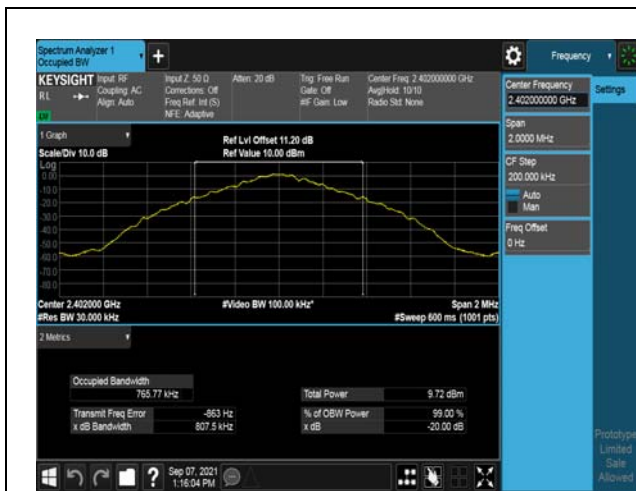 Spectrum Analyzer 1
Occupied BW
+
Frequency
KEYSIGHT
RL
Input: RF
Coupling: AC
Align: Auto
Input Z: 50 Ω
Corrections: Off
Freq Ref: Int (S)
NFE: Adaptive
Atten: 20 dB
Trig: Free Run
Gate: Off
#IF Gain: Low
Center Freq: 2.402000000 GHz
Avg|Hold: 10/10
Radio Std: None
Center Frequency
2.402000000 GHz
Settings
Span
2.0000 MHz
CF Step
200.000 kHz
Auto
Man
Freq Offset
0 Hz
1 Graph
Scale/Div 10.0 dB
Ref Lvl Offset 11.20 dB
Ref Value 10.00 dBm
Log
0.00
-10.0
-20.0
-30.0
-40.0
-50.0
-60.0
-70.0
-80.0
Center 2.402000 GHz
#Res BW 30.000 kHz
#Video BW 100.00 kHz*
Span 2 MHz
#Sweep 600 ms (1001 pts)
2 Metrics
Occupied Bandwidth
765.77 kHz
Total Power 9.72 dBm
Transmit Freq Error -863 Hz
% of OBW Power 99.00 %
x dB Bandwidth 807.5 kHz
x dB -20.00 dB
?
Sep 07, 2021
1:16:04 PM
Prototype
Limited
Sale
Allowed